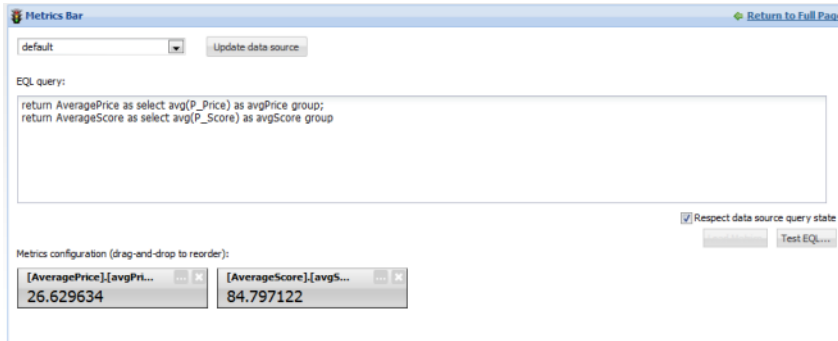 Metrics Bar
Return to Full Pag
default
Update data source
EQL query:
return AveragePrice as select avg(P_Price) as avgPrice group;
return AverageScore as select avg(P_Score) as avgScore group
Respect data source query state
Test EQL...
Metrics configuration (drag-and-drop to reorder):
[AveragePrice].[avgPri... ...
[AverageScore].[avgS... ...
26.629634
84.797122